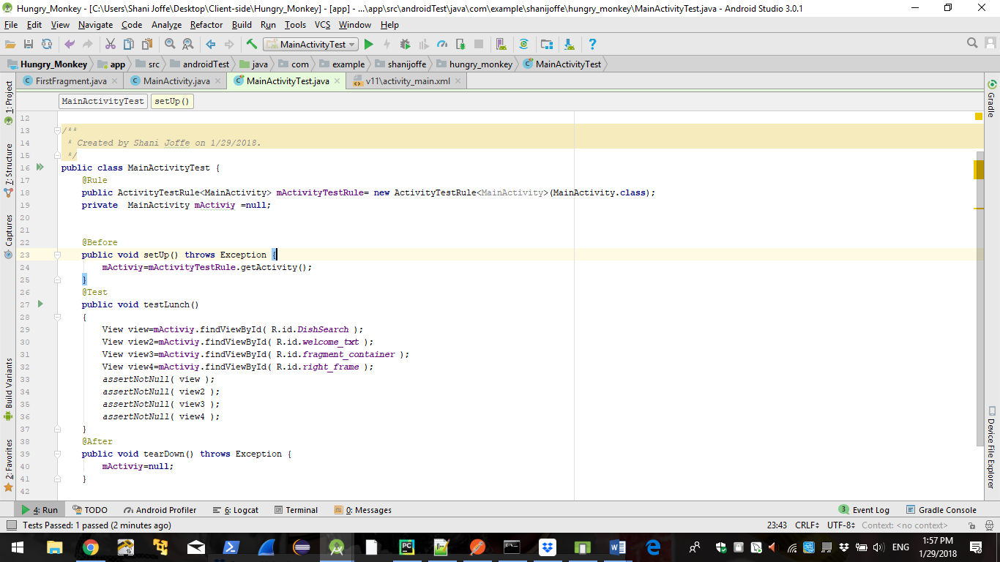 Hungry_Monkey - [C:\Users\Shani Joffe\Desktop\Client-side\Hungry_Monkey] - [app] - ...\app\src\androidTest\java\com\example\shanijoffe\hungry_monkey\MainActivityTest.java - Android Studio 3.0.1
File Edit View Navigate Code Analyze Refactor Build Run Tools VCS Window Help
MainActivityTest
Hungry_Monkey app src androidTest java com example shanijoffe hungry_monkey MainActivityTest
FirstFragment.java MainActivity.java MainActivityTest.java v11\activity_main.xml
MainActivityTest setUp()
1: Project
7: Structure
Captures
Build Variants
2: Favorites
Gradle
Device File Explorer
12
13 /**
14 * Created by Shani Joffe on 1/29/2018.
15 */
16 public class MainActivityTest {
17 @Rule
18 public ActivityTestRule<MainActivity> mActivityTestRule= new ActivityTestRule<MainActivity>(MainActivity.class);
19 private MainActivity mActiviy =null;
20
21
22 @Before
23 public void setUp() throws Exception {
24 mActiviy=mActivityTestRule.getActivity();
25 }
26 @Test
27 public void testLunch()
28 {
29 View view=mActiviy.findViewById( R.id.DishSearch );
30 View view2=mActiviy.findViewById( R.id.welcome_txt );
31 View view3=mActiviy.findViewById( R.id.fragment_container );
32 View view4=mActiviy.findViewById( R.id.right_frame );
33 assertNotNull( view );
34 assertNotNull( view2 );
35 assertNotNull( view3 );
36 assertNotNull( view4 );
37 }
38 @After
39 public void tearDown() throws Exception {
40 mActiviy=null;
41 }
42
4: Run TODO Android Profiler 6: Logcat Terminal 0: Messages 3 Event Log Gradle Console
Tests Passed: 1 passed (2 minutes ago) 23:43 CRLF UTF-8 Context: <no context>
ENG 1:57 PM
1/29/2018